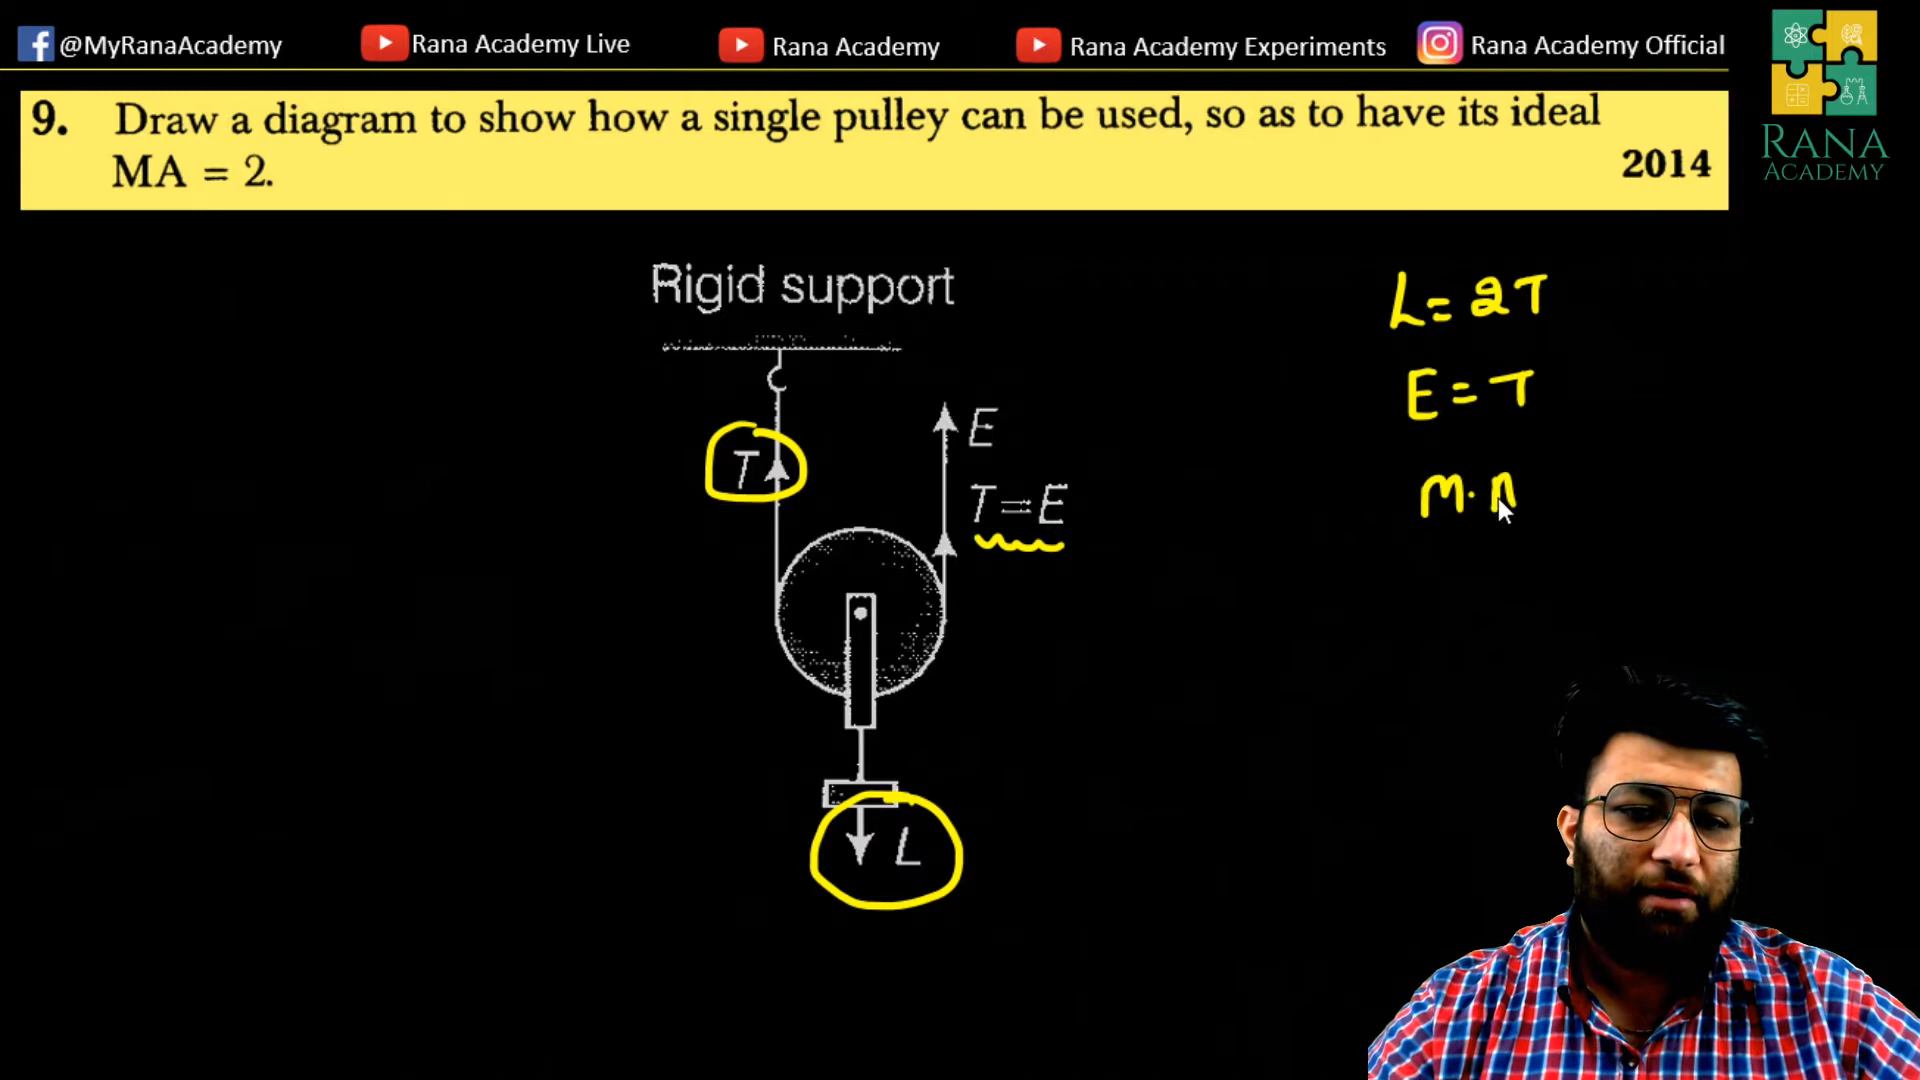 @MyRanaAcademy Rana Academy Live Rana Academy Rana Academy Experiments Rana Academy Official
RANA
ACADEMY
9. Draw a diagram to show how a single pulley can be used, so as to have its ideal
MA = 2. 2014
Rigid support
L = 2T
E = T
E
T
T=E
M.A
L